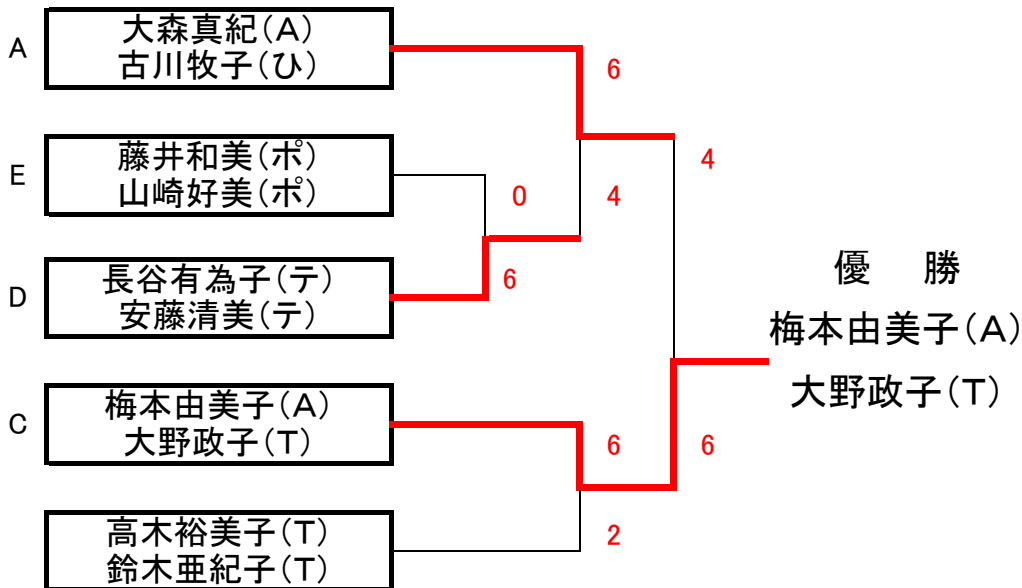 A
大森真紀(A)
古川牧子(ひ)
6
4
E
藤井和美(ポ)
山崎好美(ポ)
0
4
D
長谷有為子(テ)
安藤清美(テ)
6
優 勝
梅本由美子(A)
大野政子(T)
C
梅本由美子(A)
大野政子(T)
6
6
高木裕美子(T)
鈴木亜紀子(T)
2